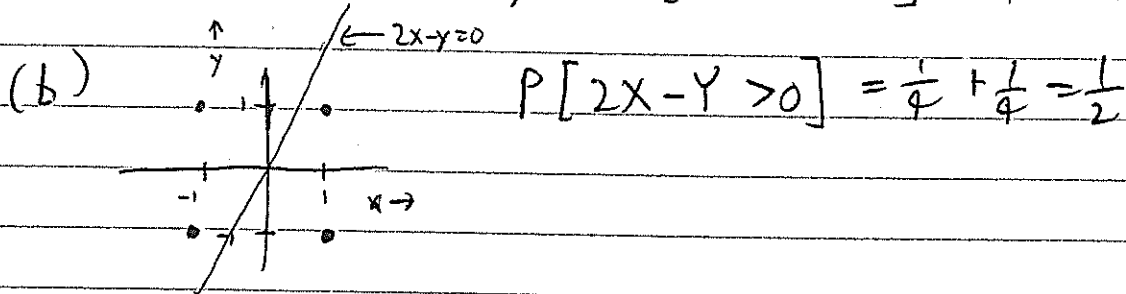 ↑
y
← 2x-y=0
(b)
1
P[2X-Y >0] = 1/4 + 1/4 = 1/2
-1
1
x→
-1